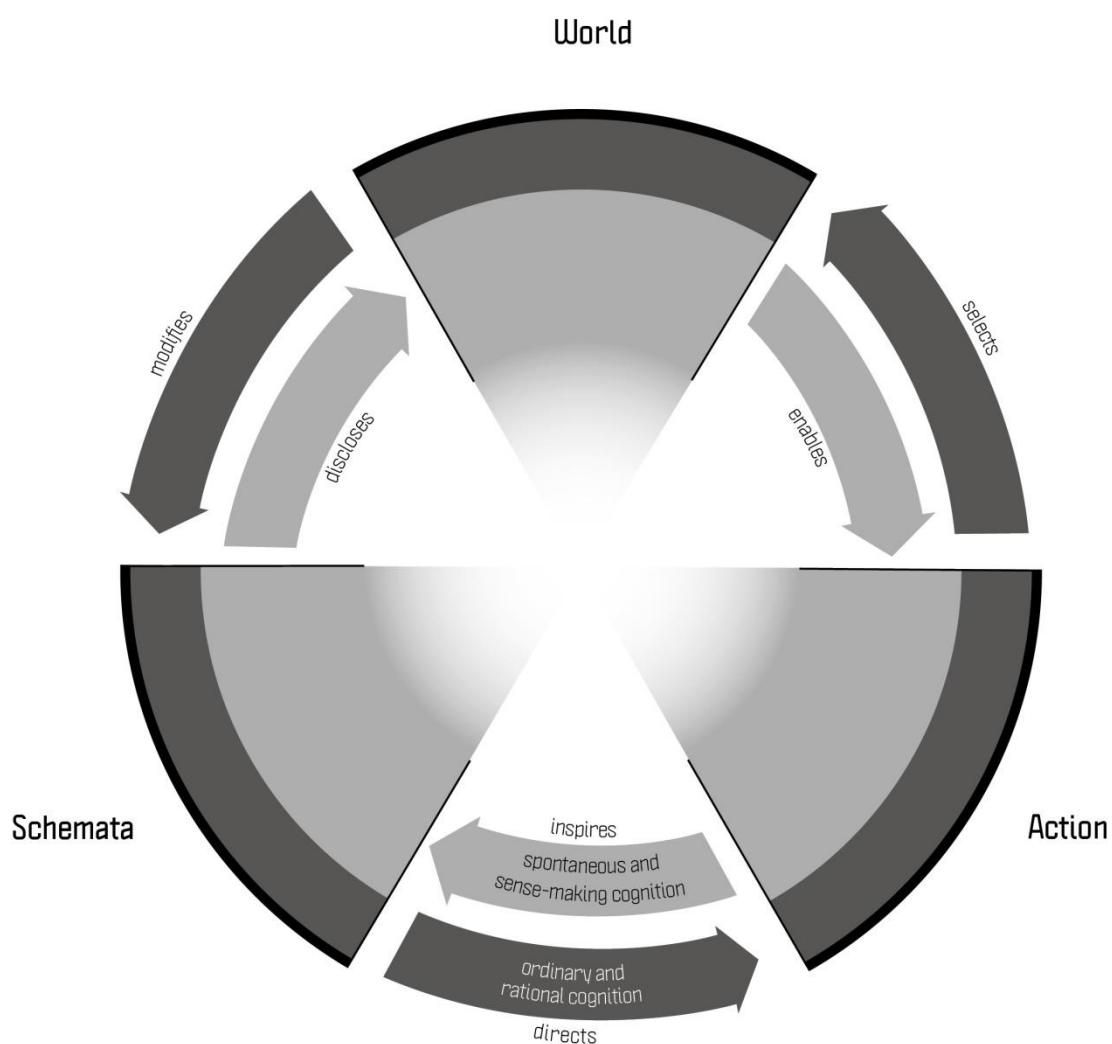 World
modifies
discloses
enables
selects
Schemata
Action
inspires
spontaneous and
sense-making cognition
ordinary and
rational cognition
directs